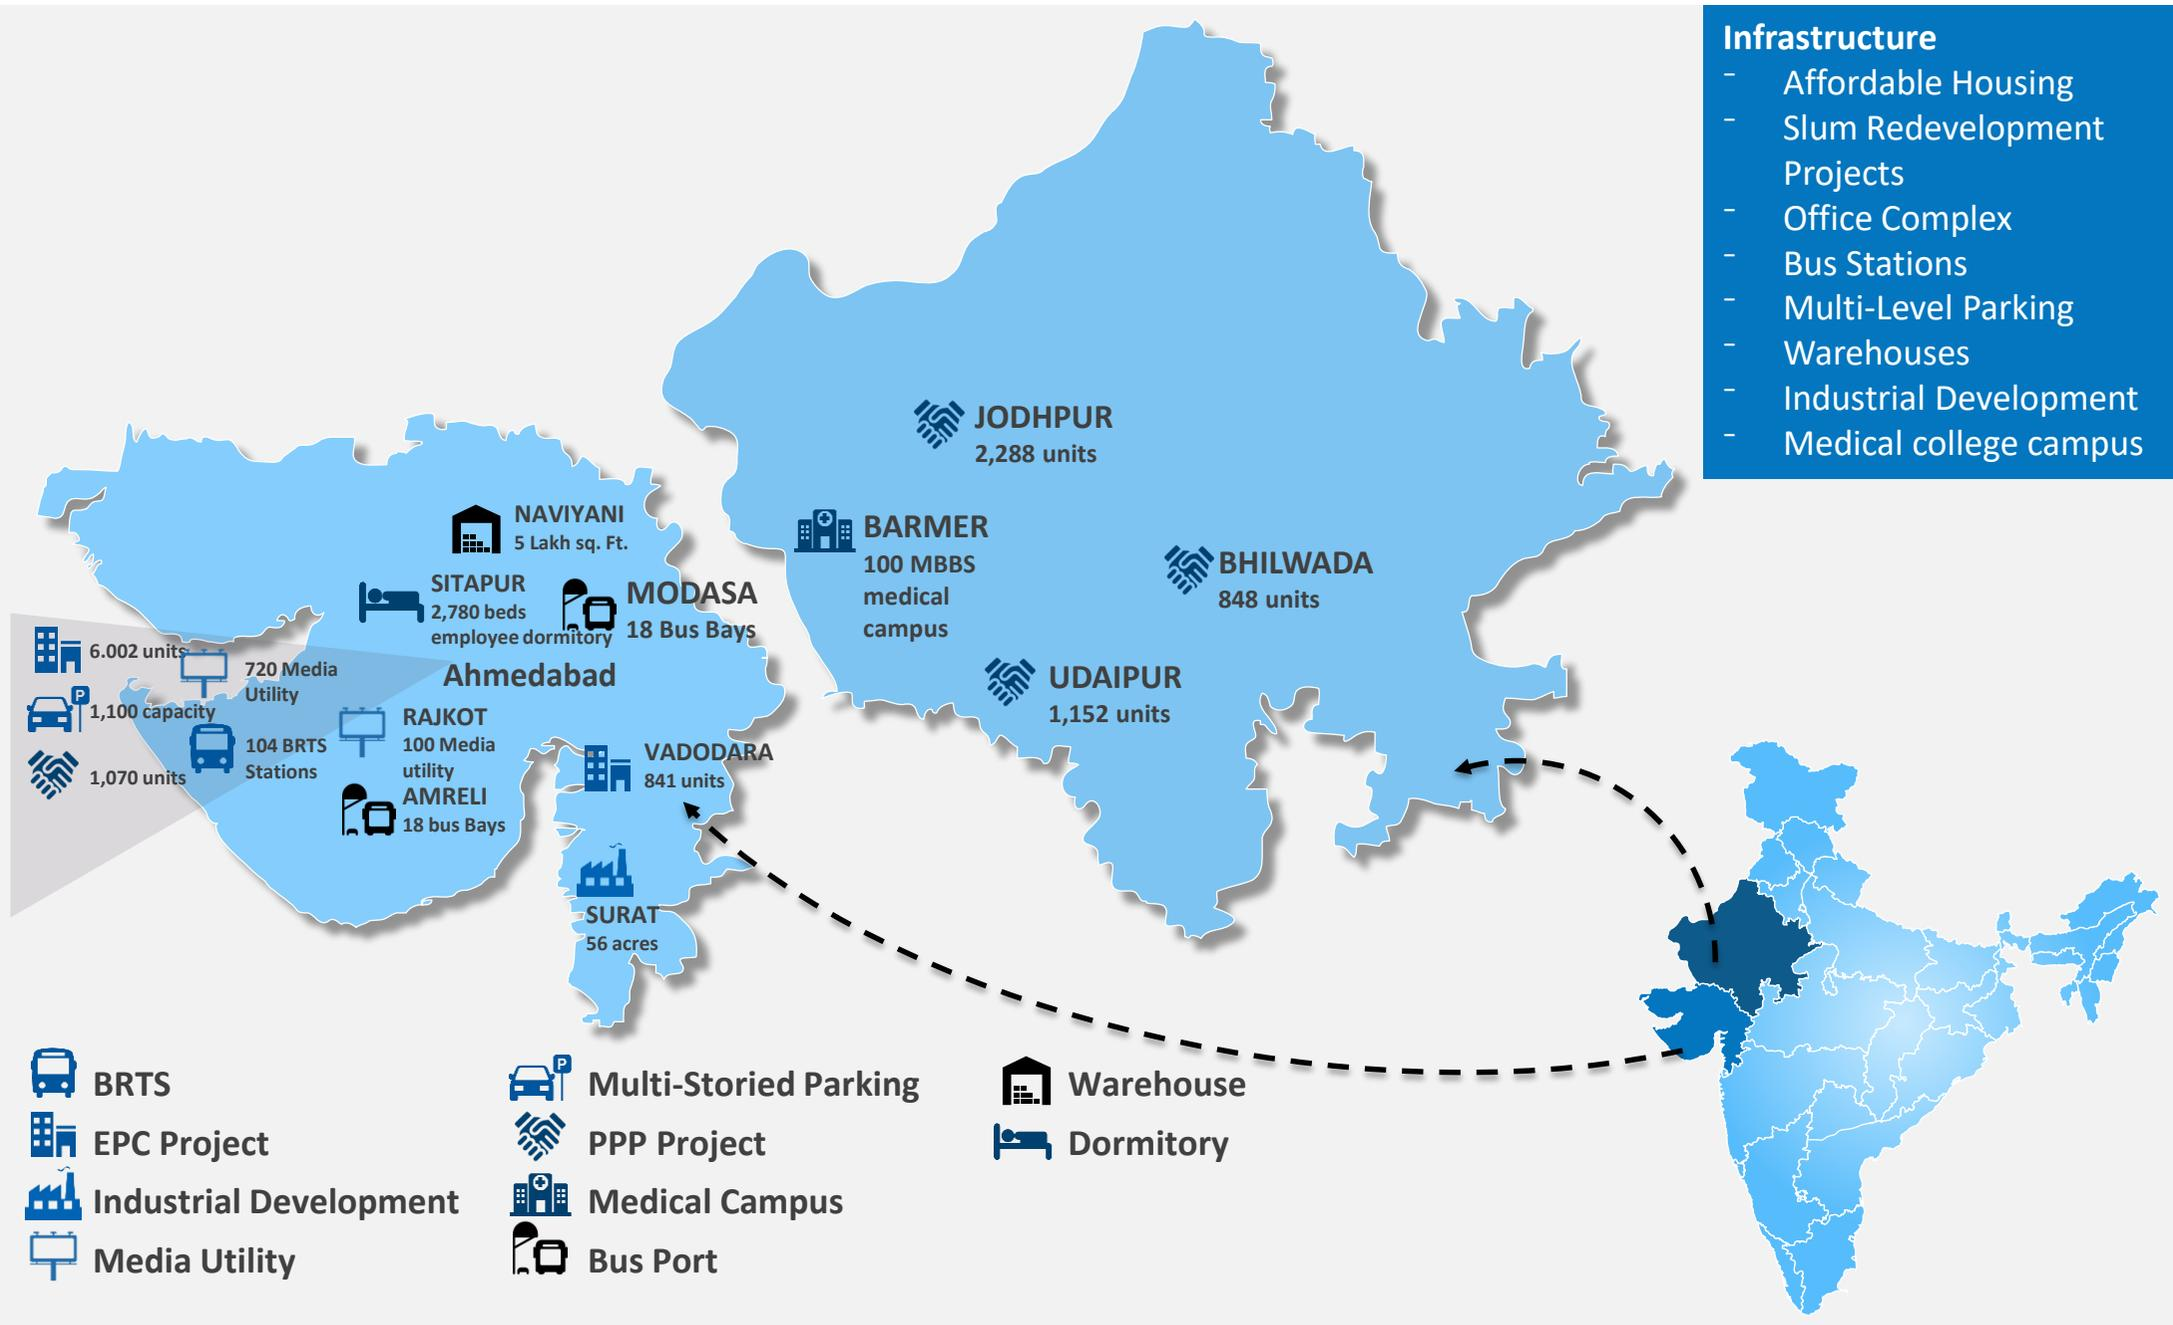 Infrastructure
- Affordable Housing
- Slum Redevelopment
Projects
- Office Complex
- Bus Stations
- Multi-Level Parking
- Warehouses
- Industrial Development
- Medical college campus
JODHPUR
2,288 units
BARMER
100 MBBS
medical
campus
BHILWADA
848 units
UDAIPUR
1,152 units
NAVIYANI
5 Lakh sq. Ft.
SITAPUR
2,780 beds
employee dormitory
MODASA
18 Bus Bays
Ahmedabad
6.002 units
720 Media
Utility
1,100 capacity
104 BRTS
Stations
1,070 units
RAJKOT
100 Media
utility
AMRELI
18 bus Bays
VADODARA
841 units
SURAT
56 acres
BRTS
EPC Project
Industrial Development
Media Utility
P
Multi-Storied Parking
PPP Project
Medical Campus
Bus Port
Warehouse
Dormitory